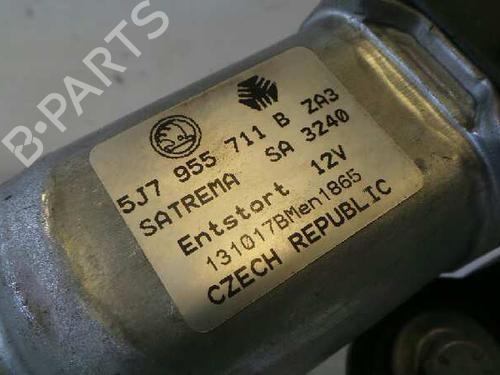 B-PARTS
5J7 955 711 B ZA3
SATREMA SA 3240
Entstort 12V
131017BMen1865
CZECH REPUBLIC